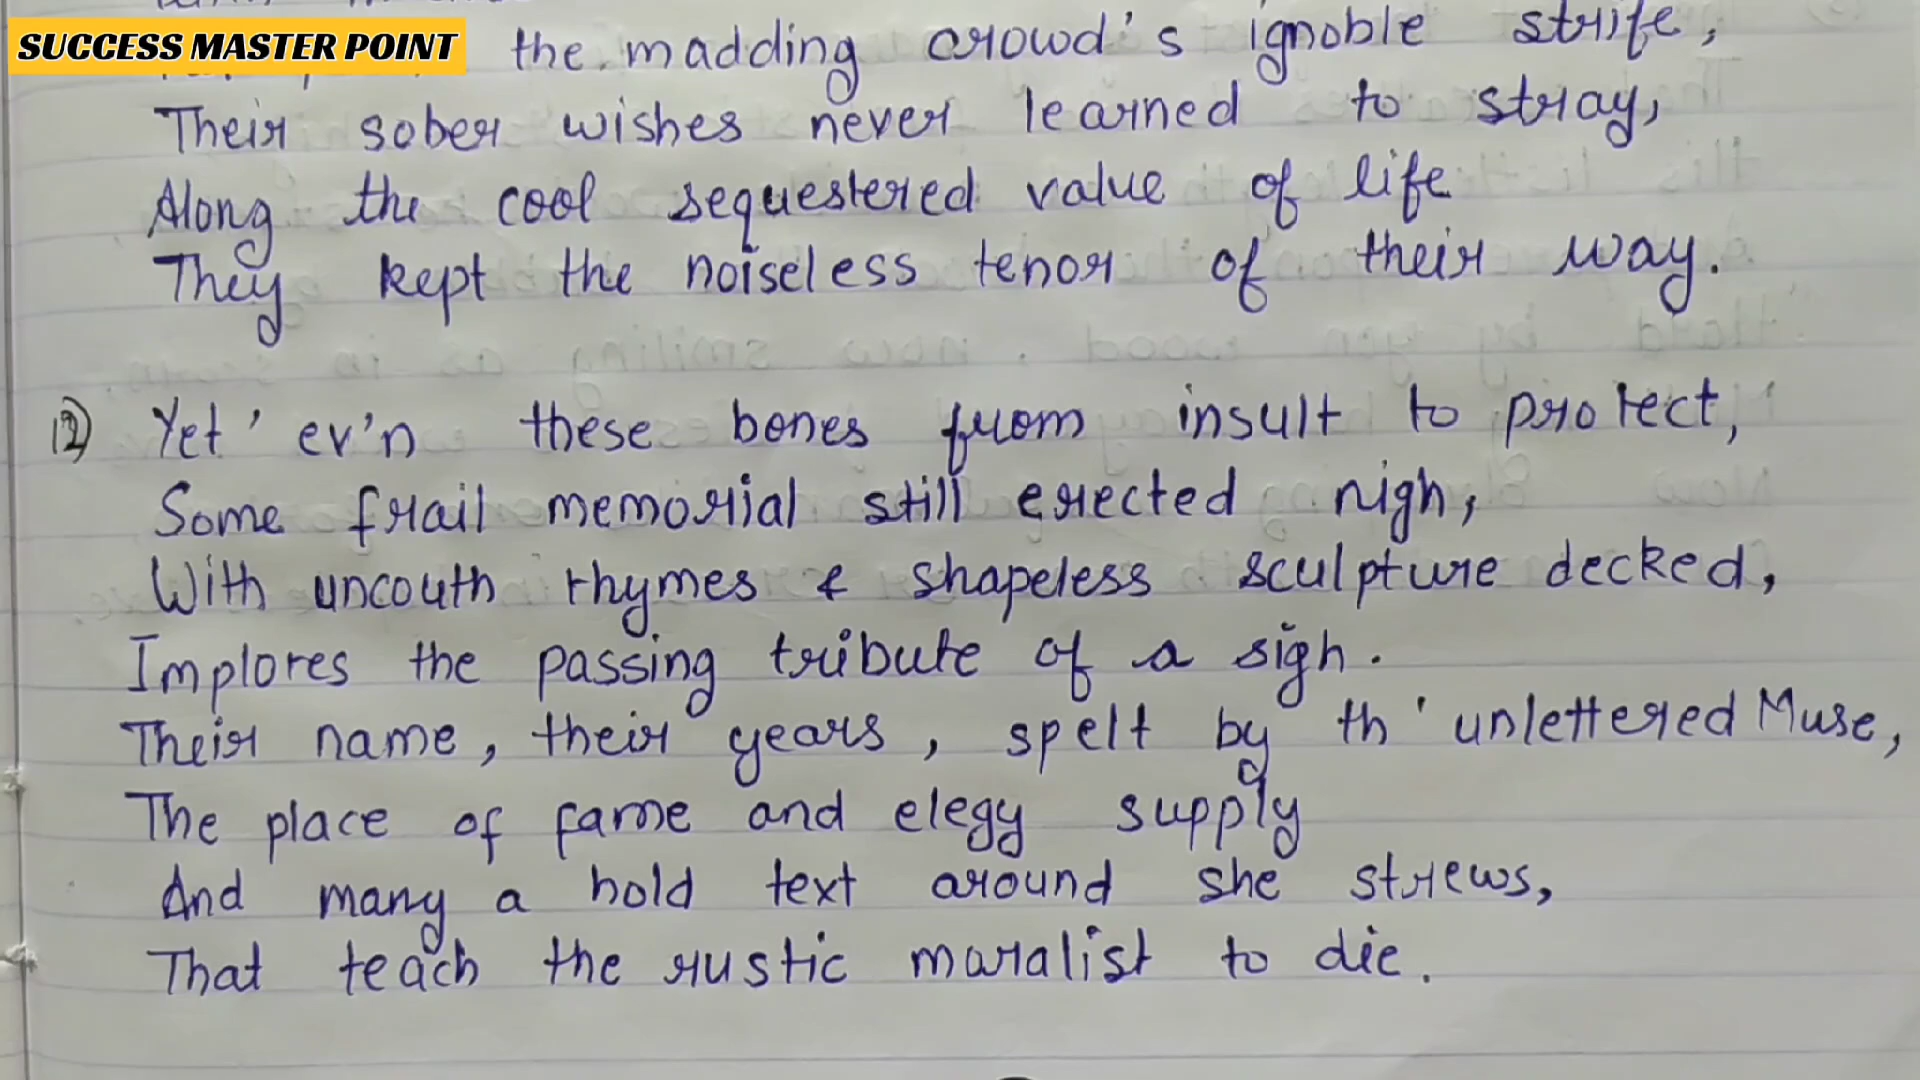 SUCCESS MASTER POINT
the madding crowd's ignoble strife,
Their sober wishes never learned to stray,
Along the cool sequestered value of life
They kept the noiseless tenor of their way.
12) Yet' ev'n these bones from insult to protect,
Some frail memorial still erected nigh,
With uncouth rhymes & shapeless sculpture decked,
Implores the passing tribute of a sigh.
Their name, their years, spelt by th' unlettered Muse,
The place of fame and elegy supply
And many a hold text around she strews,
That teach the rustic moralist to die.